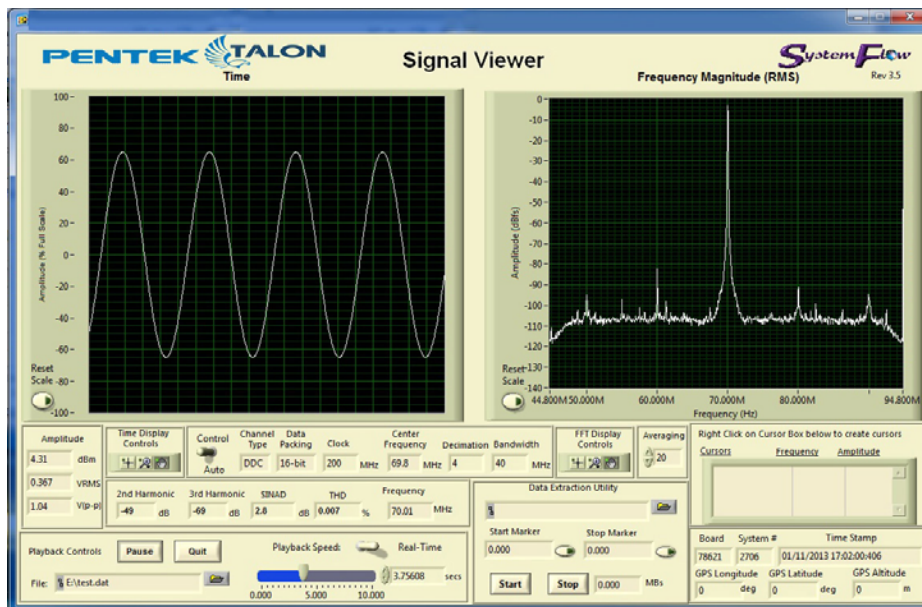 PENTEK TALON
Signal Viewer
SystemFlow
Rev 3.5
Time
100
80
60
40
20
0
-20
-40
-60
-80
-100
Amplitude (% Full Scale)
Reset Scale
Frequency Magnitude (RMS)
0
-10
-20
-30
-40
-50
-60
-70
-80
-90
-100
-110
-120
-130
-140
Amplitude (dBfs)
Reset Scale
44.800M 50.000M 60.000M 70.000M 80.000M 94.800M
Frequency (Hz)
Amplitude
4.31 dBm
0.367 VRMS
1.04 V(p-p)
Time Display Controls
Control
Auto
Channel Type
DDC
Data Packing
16-bit
Clock
200 MHz
Center Frequency
69.8 MHz
Decimation
4
Bandwidth
40 MHz
FFT Display Controls
Averaging
20
Right Click on Cursor Box below to create cursors
Cursors Frequency Amplitude
2nd Harmonic
-49 dB
3rd Harmonic
-69 dB
SINAD
2.8 dB
THD
0.007 %
Frequency
70.01 MHz
Data Extraction Utility
Start Marker
0.000
Stop Marker
0.000
Start
Stop
0.000 MBs
Playback Controls
Pause
Quit
Playback Speed:
Real-Time
0.000 5.000 10.000
3.75608 secs
File: E:\test.dat
Board System # Time Stamp
78621 2706 01/11/2013 17:02:00:406
GPS Longitude GPS Latitude GPS Altitude
0 deg 0 deg 0 m